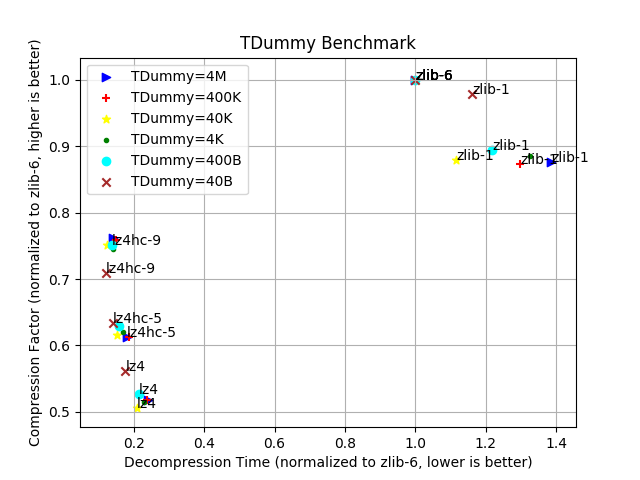 TDummy Benchmark
Compression Factor (normalized to zlib-6, higher is better)
1.0
0.9
0.8
0.7
0.6
0.5
TDummy=4M
TDummy=400K
TDummy=40K
TDummy=4K
TDummy=400B
TDummy=40B
zlib-6
zlib-1
zlib-1
zlib-1
zlib-1
lz4hc-9
lz4hc-9
lz4hc-5
lz4hc-5
lz4
lz4
lz4
0.2
0.4
0.6
0.8
1.0
1.2
1.4
Decompression Time (normalized to zlib-6, lower is better)